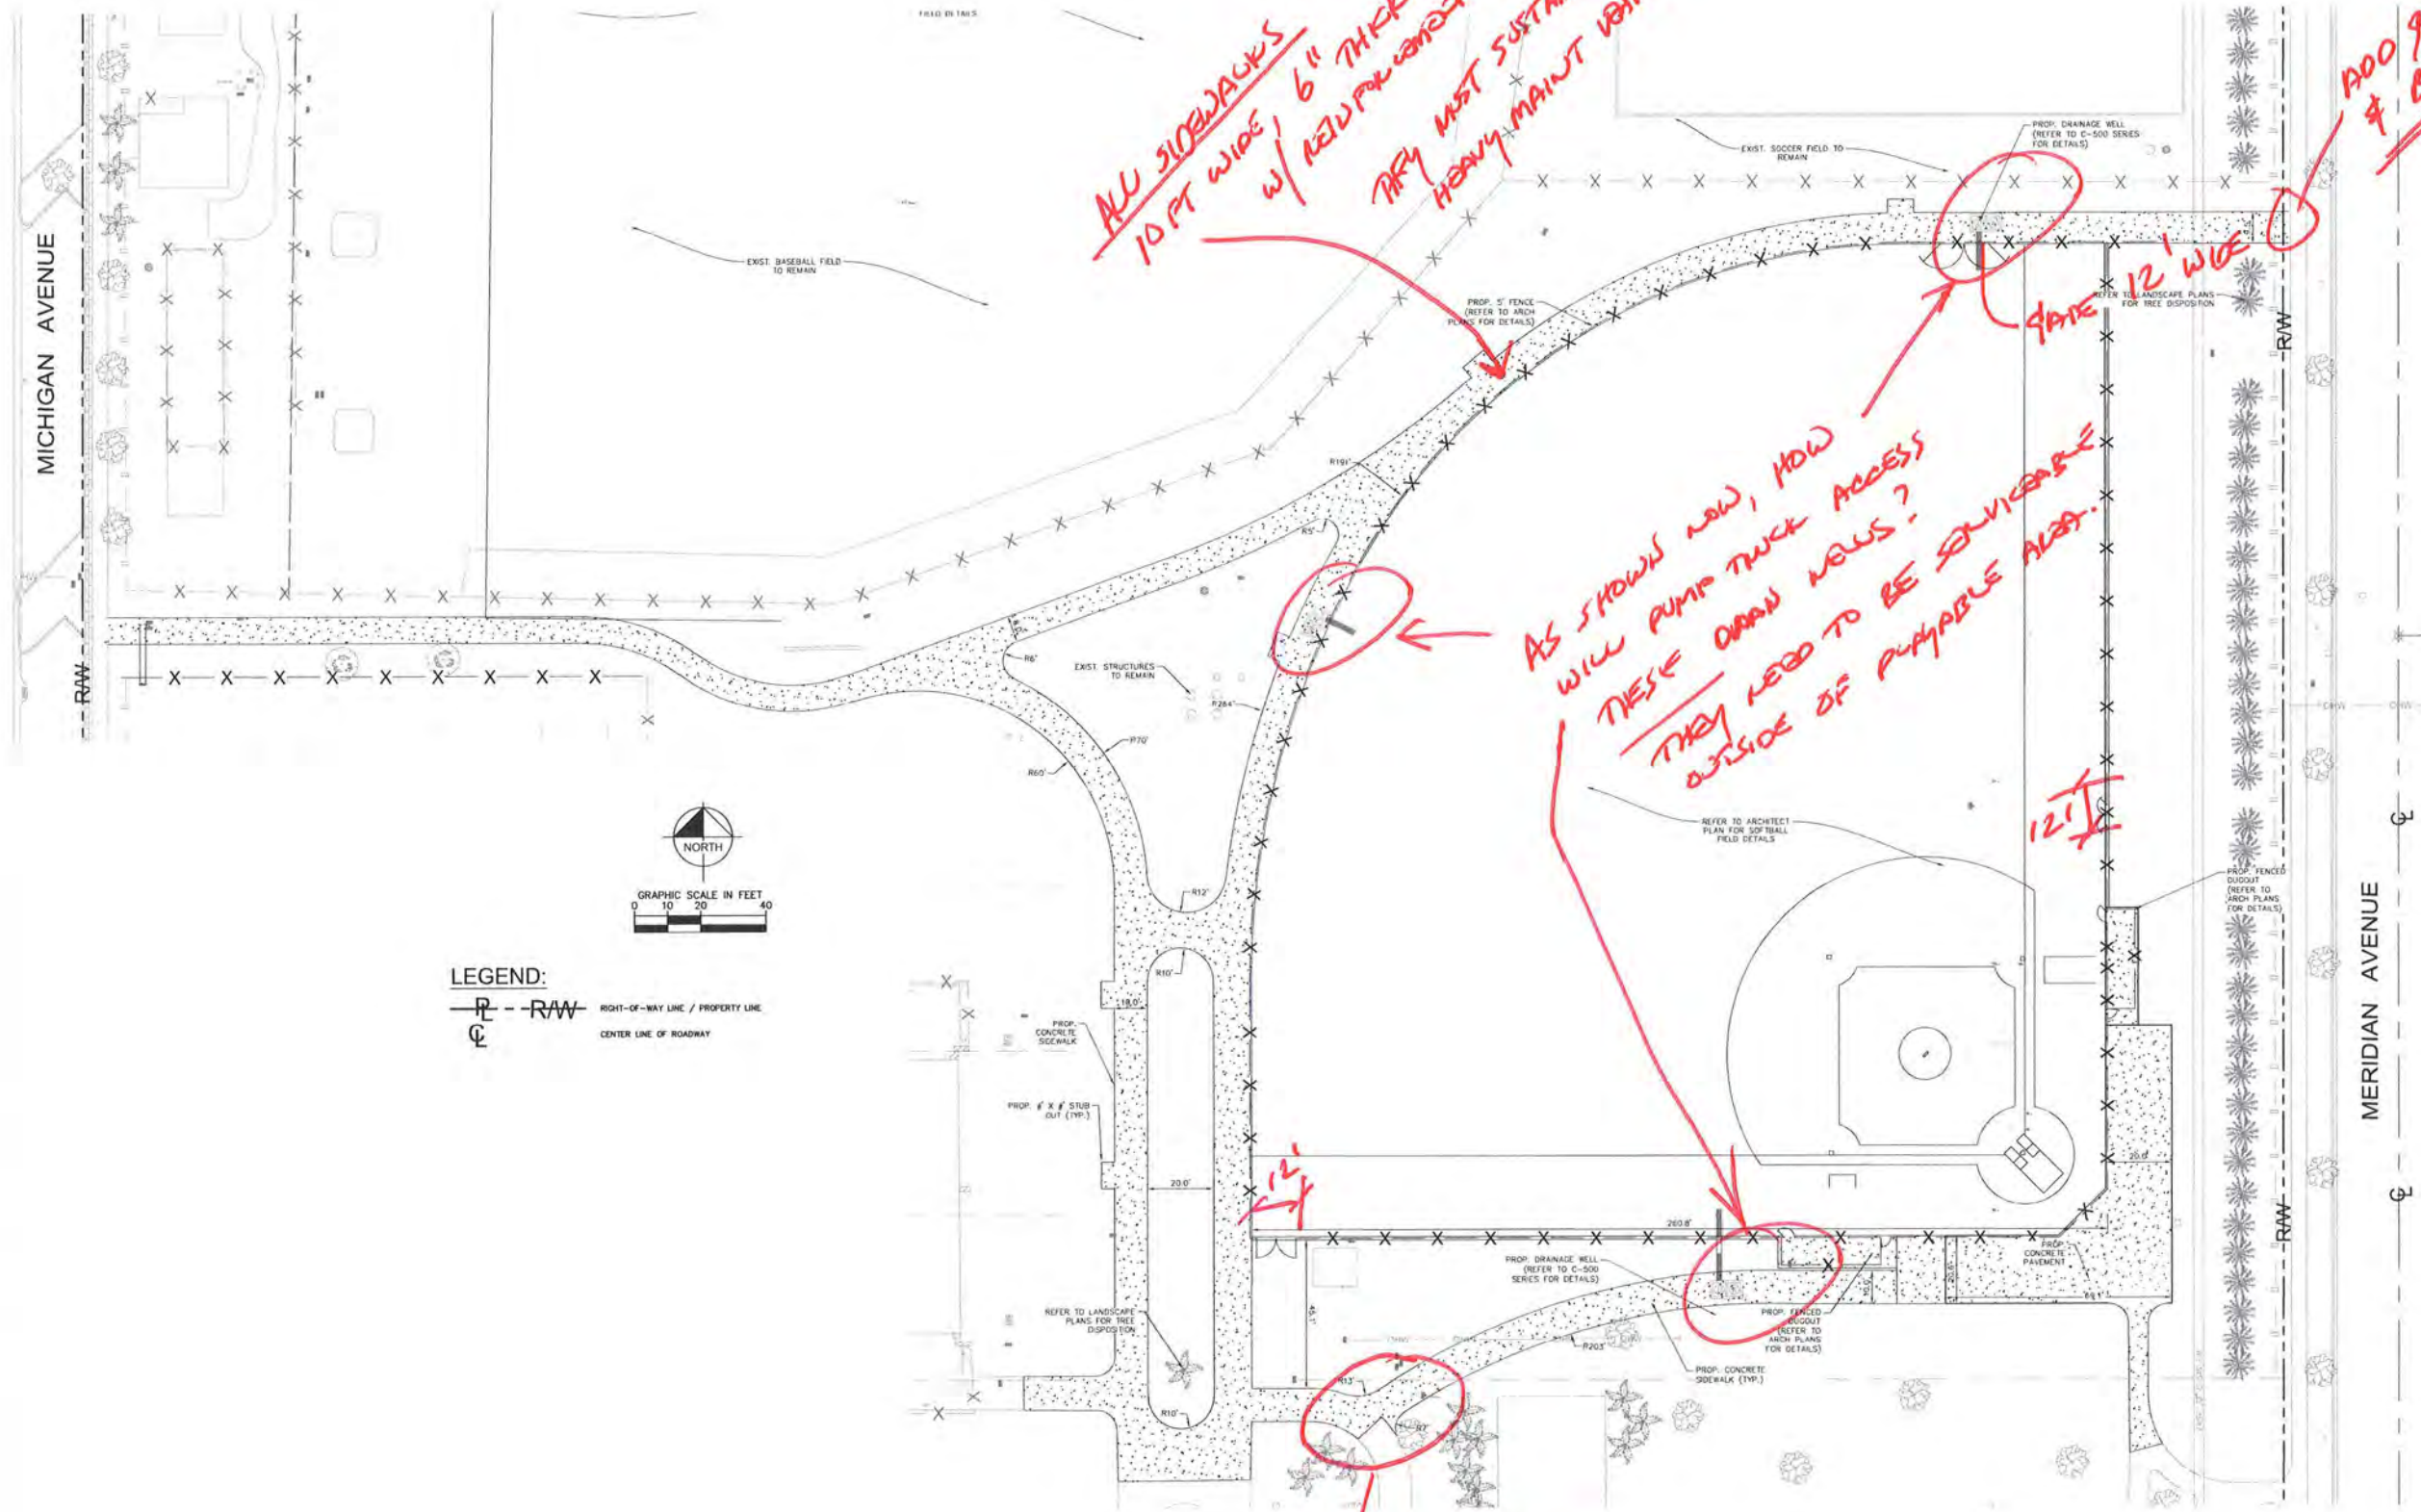 FIELD DETAILS
ALL SIDEWALKS
10 FT WIDE, 6" THICK
w/ REINFORCEMENT
THEY MUST
HEAVY MAINT
ADD
&
PROP. DRAINAGE WELL
(REFER TO C-500 SERIES
FOR DETAILS)
EXIST. SOCCER FIELD TO
REMAIN
MICHIGAN AVENUE
EXIST. BASEBALL FIELD
TO REMAIN
PROP. 5' FENCE
(REFER TO ARCH
PLANS FOR DETAILS)
GATE 12' WIDE
REFER TO LANDSCAPE PLANS
FOR TREE DISPOSITION
R/W
R191'
R5'
AS SHOWN NOW, HOW
WILL PUMP TRUCK ACCESS
THESE DRAIN WELLS?
THEY NEED TO BE SERVICEABLE
OUTSIDE OF PLAYABLE AREA.
R6'
EXIST. STRUCTURES
TO REMAIN
R284'
R/W
R70'
R60'
NORTH
GRAPHIC SCALE IN FEET
0 10 20 40
R12'
REFER TO ARCHITECT
PLAN FOR SOFTBALL
FIELD DETAILS
12'
PROP. FENCED
DUGOUT
(REFER TO
ARCH PLANS
FOR DETAILS)
MERIDIAN AVENUE
LEGEND:
PL - - R/W RIGHT-OF-WAY LINE / PROPERTY LINE
CL CENTER LINE OF ROADWAY
R10'
18.0'
PROP.
CONCRETE
SIDEWALK
PROP. 6' X 6' STUB
OUT (TYP.)
20.0'
12'
20.0'
260.8'
R/W
PROP. DRAINAGE WELL
(REFER TO C-500
SERIES FOR DETAILS)
PROP.
CONCRETE
PAVEMENT
45.1'
REFER TO LANDSCAPE
PLANS FOR TREE
DISPOSITION
PROP. FENCED
DUGOUT
(REFER TO
ARCH PLANS
FOR DETAILS)
R203'
PROP. CONCRETE
SIDEWALK (TYP.)
R13'
R10'